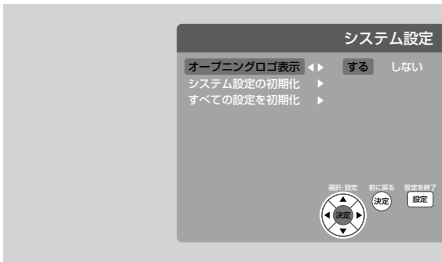 システム設定
オープニングロゴ表示 する しない
システム設定の初期化
すべての設定を初期化
選択・設定 前に戻る 設定を終了
決定 決定 設定